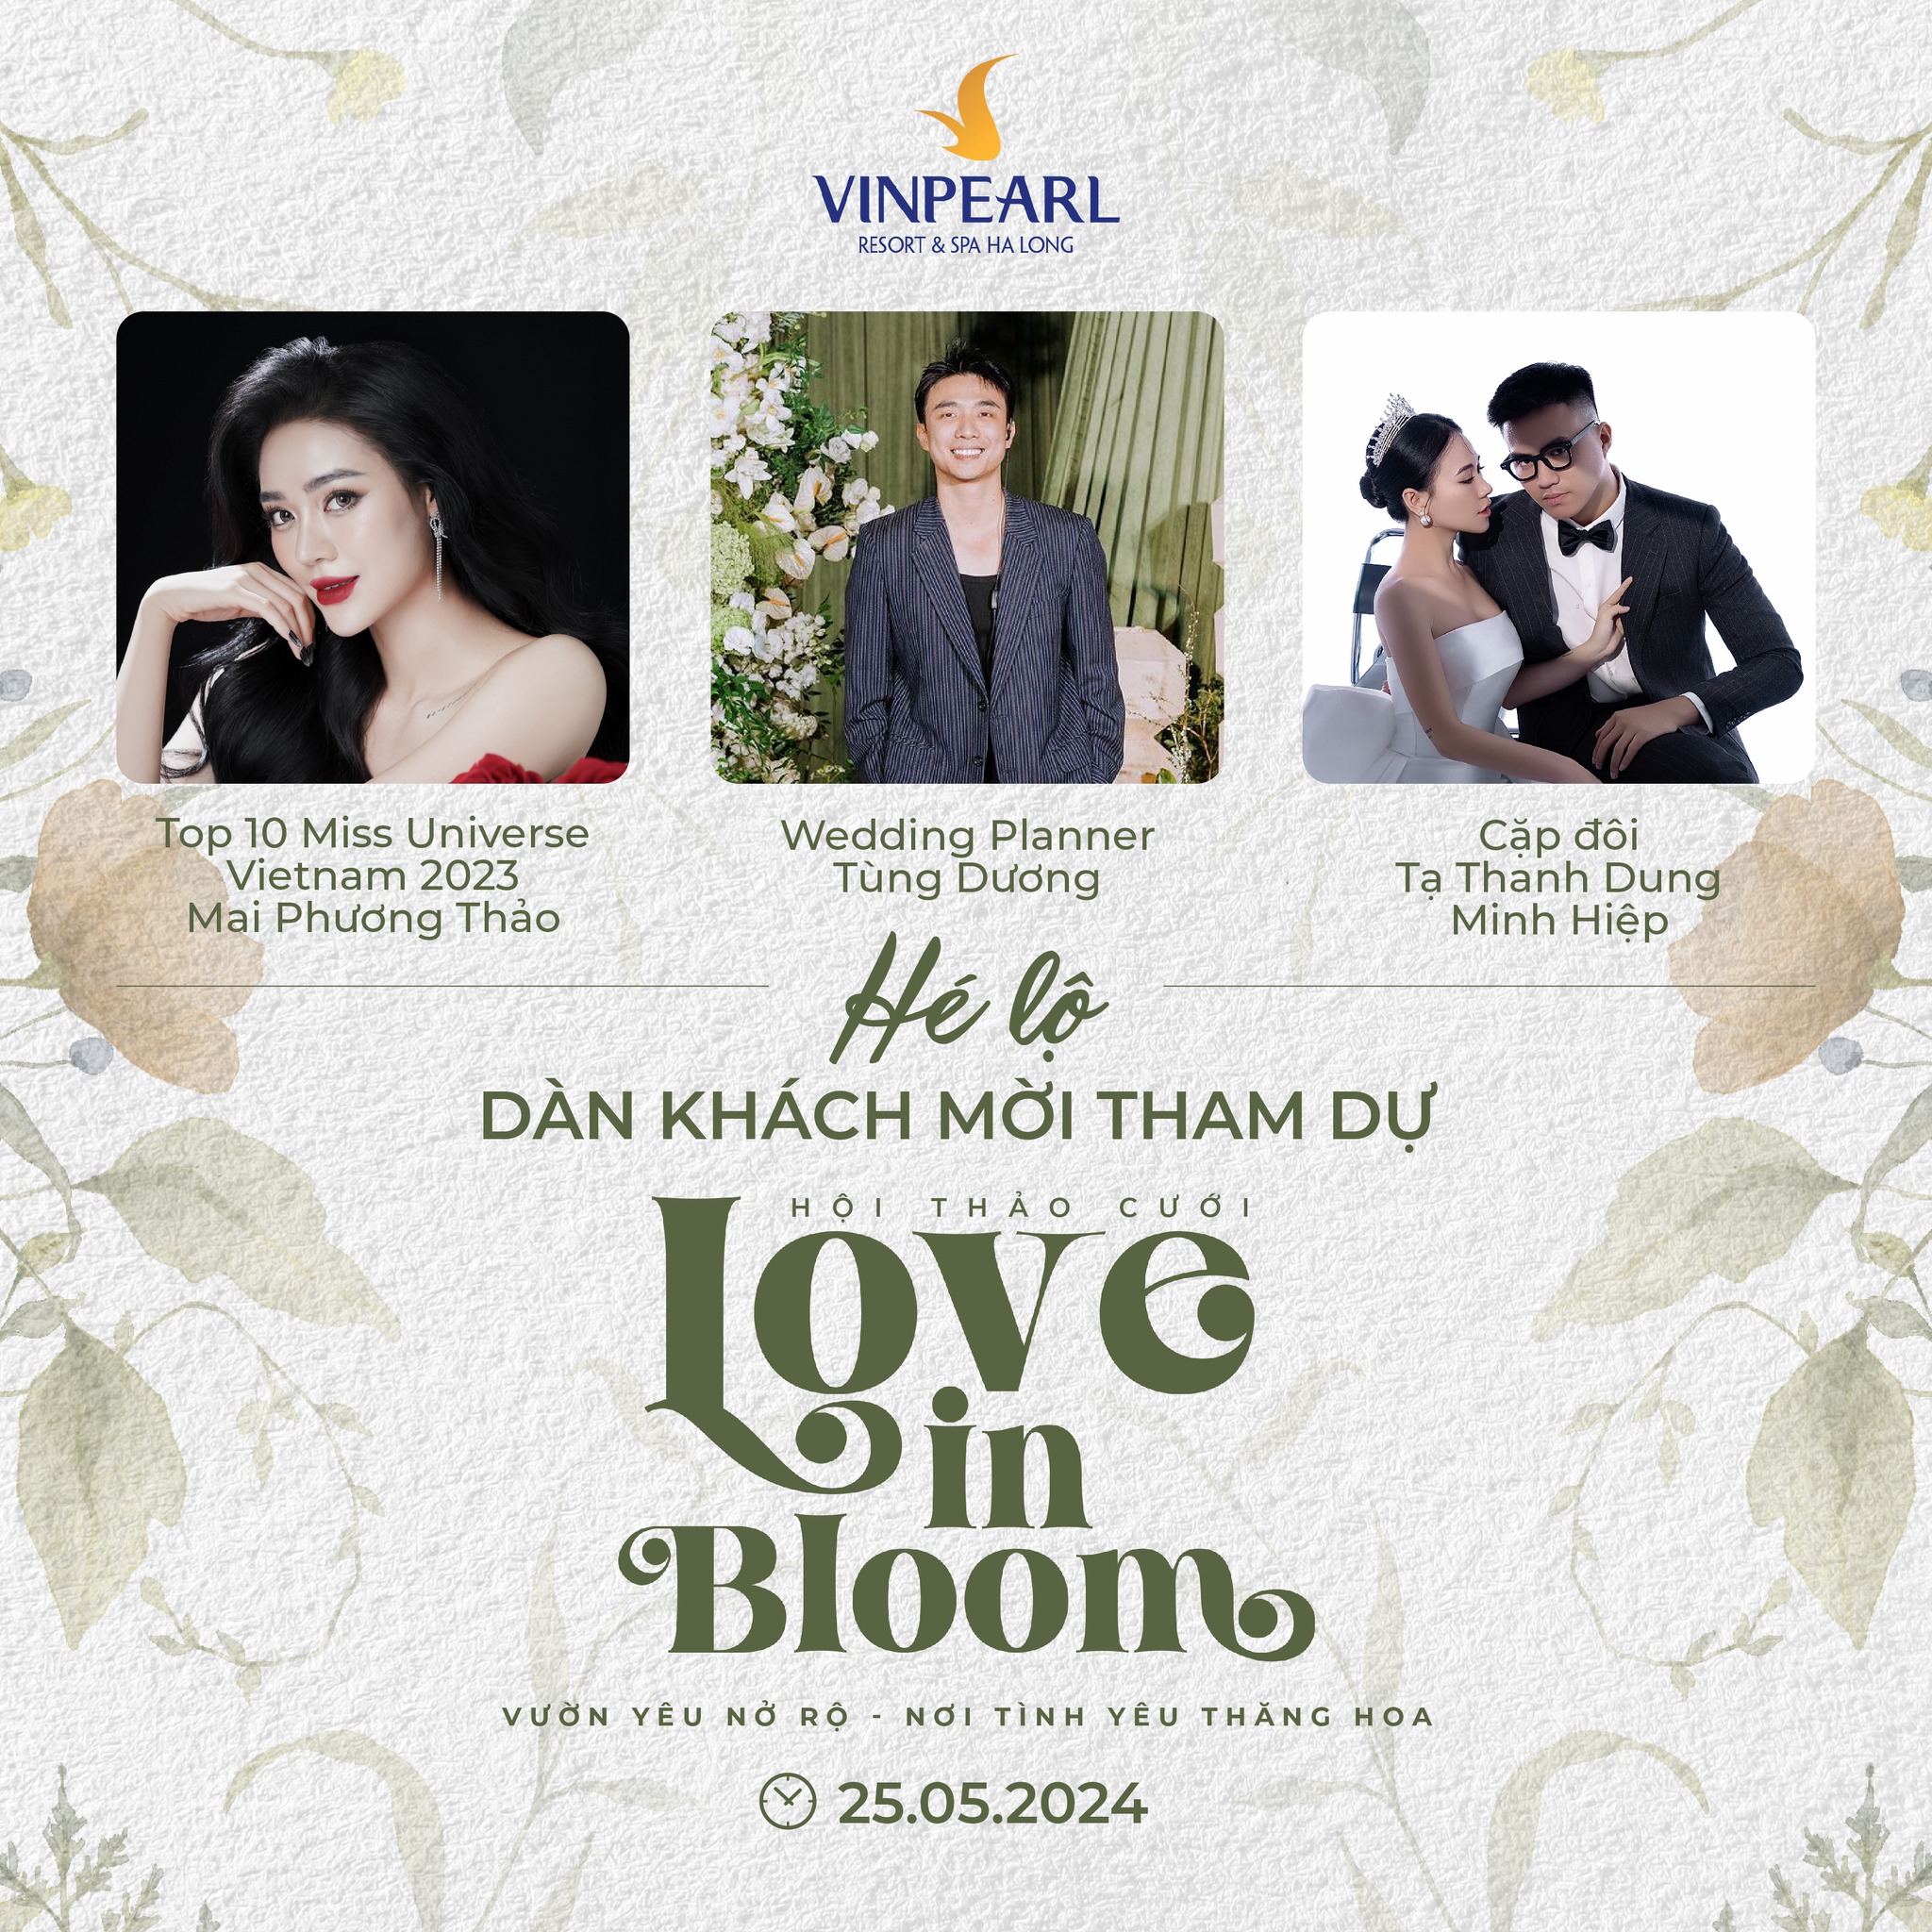 VINPEARL
RESORT & SPA HA LONG
Top 10 Miss Universe
Vietnam 2023
Mai Phương Thảo
Wedding Planner
Tùng Dương
Cặp đôi
Tạ Thanh Dung
Minh Hiệp
Hé lộ
DÀN KHÁCH MỜI THAM DỰ
HỘI THẢO CƯỚI
Love
in
Bloom
VƯỜN YÊU NỞ RỘ - NƠI TÌNH YÊU THĂNG HOA
25.05.2024